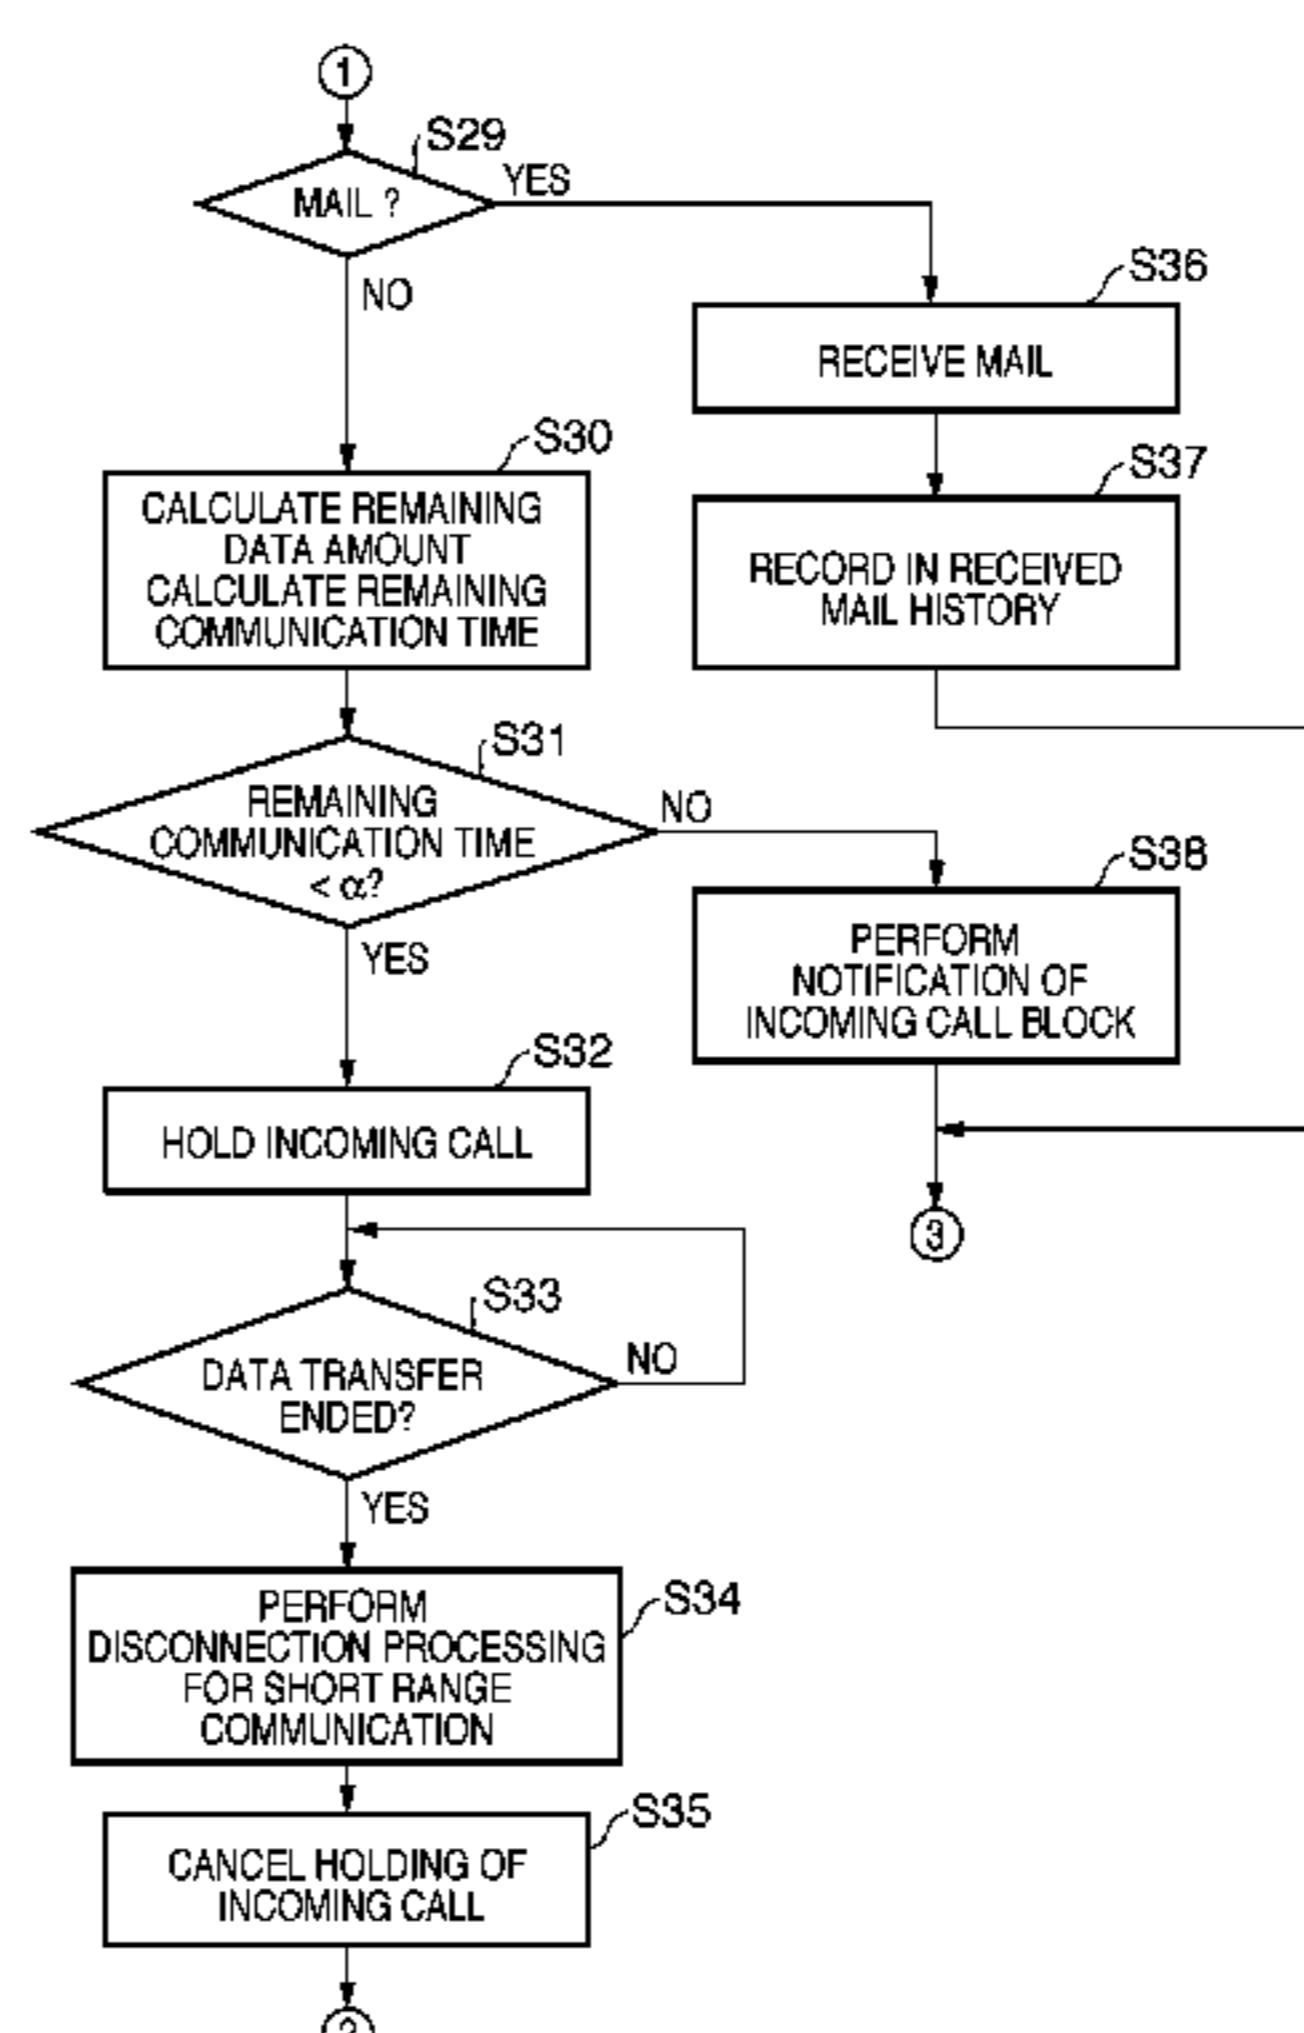 1
S29
MAIL ?
YES
NO
S36
RECEIVE MAIL
S37
RECORD IN RECEIVED
MAIL HISTORY
S30
CALCULATE REMAINING
DATA AMOUNT
CALCULATE REMAINING
COMMUNICATION TIME
S31
REMAINING
COMMUNICATION TIME
< α?
NO
YES
S38
PERFORM
NOTIFICATION OF
INCOMING CALL BLOCK
3
S32
HOLD INCOMING CALL
S33
DATA TRANSFER
ENDED?
NO
YES
S34
PERFORM
DISCONNECTION PROCESSING
FOR SHORT RANGE
COMMUNICATION
S35
CANCEL HOLDING OF
INCOMING CALL